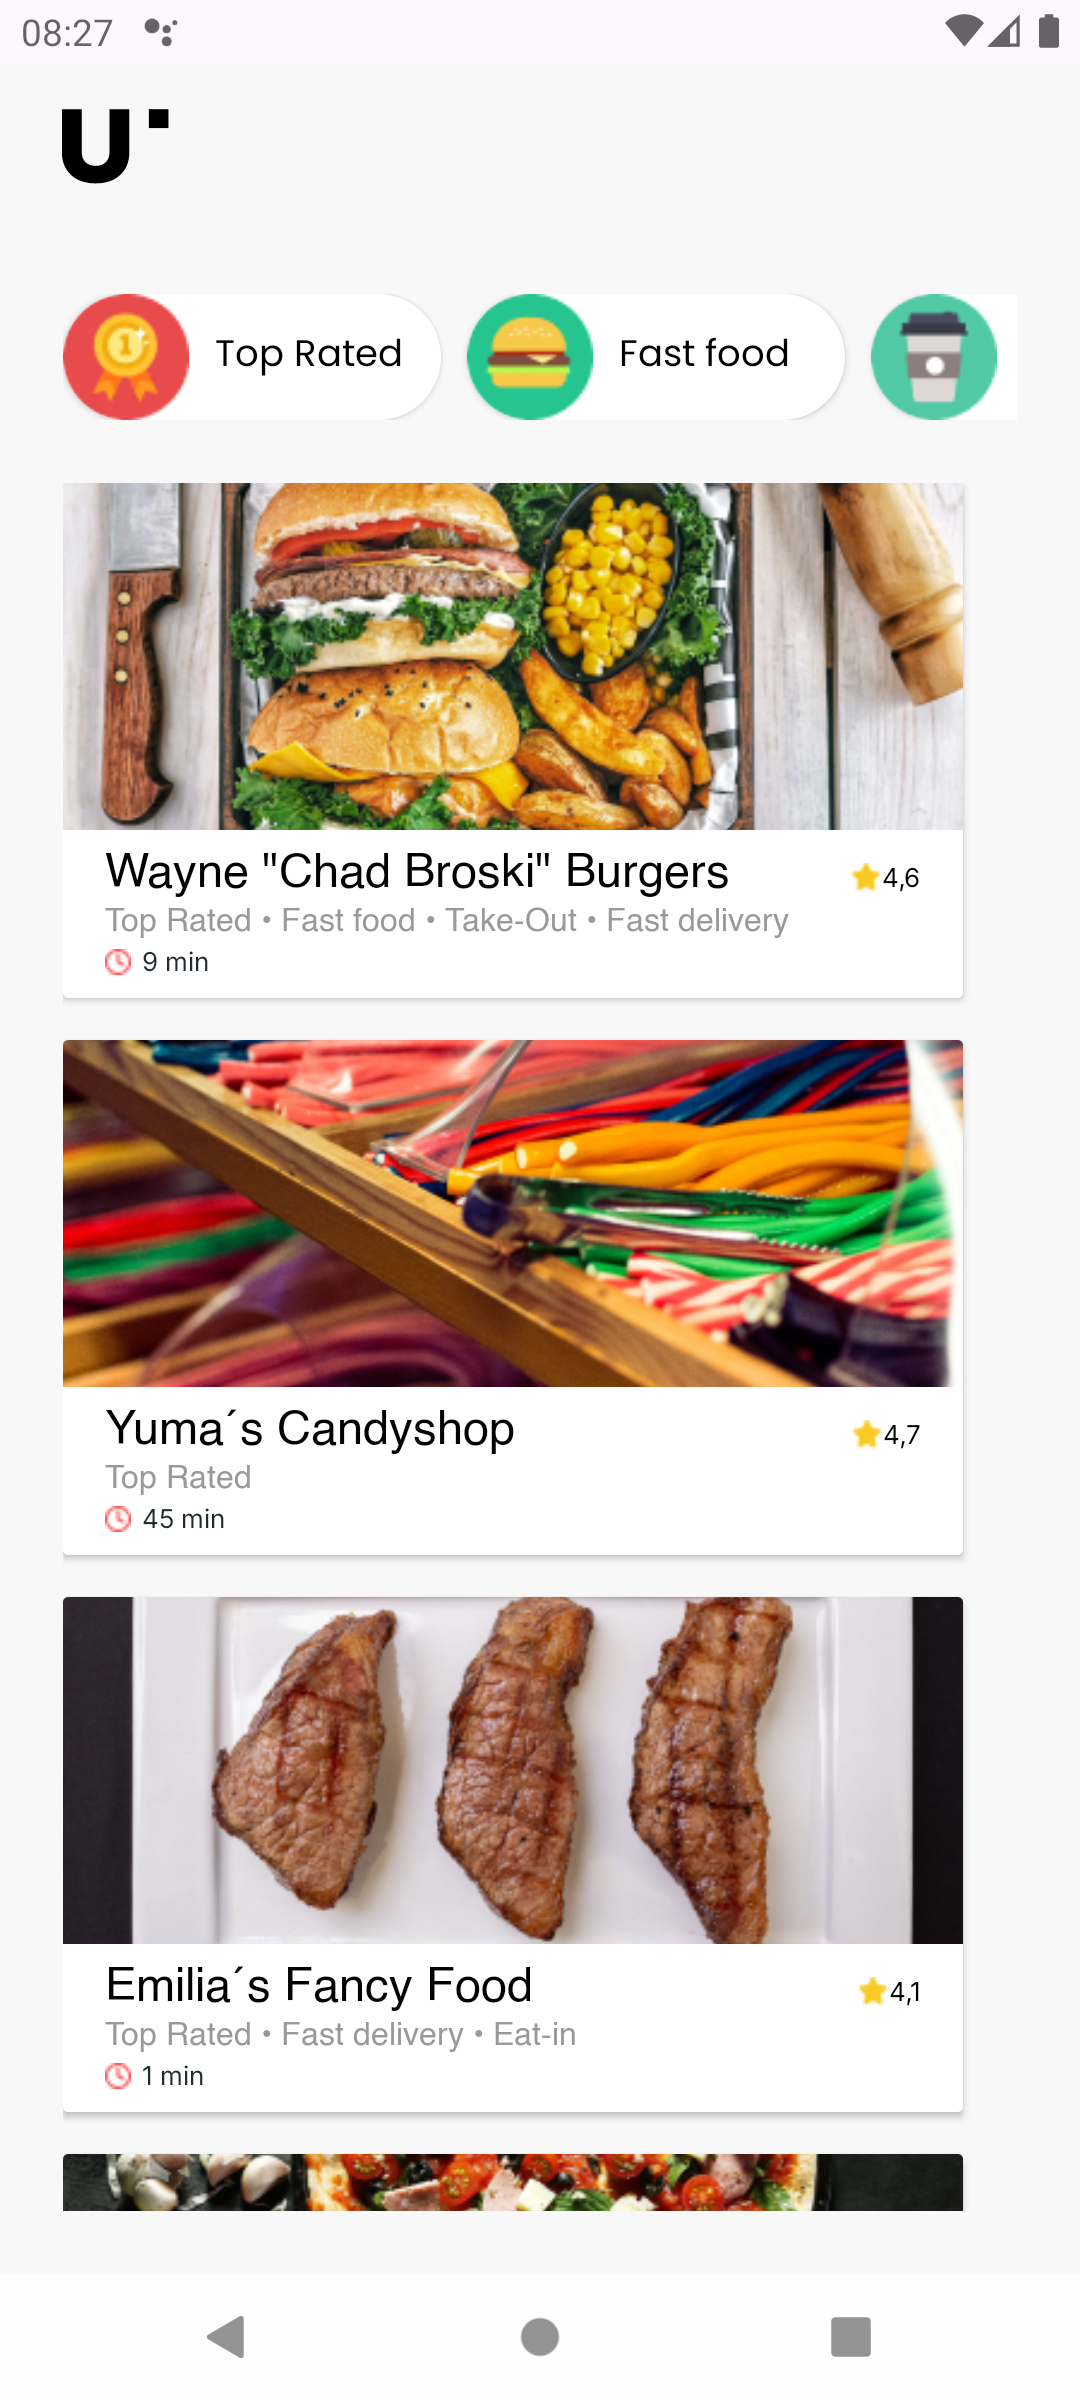 08:27
U
Top Rated
Fast food
Wayne "Chad Broski" Burgers
4,6
Top Rated • Fast food • Take-Out • Fast delivery
9 min
Yuma´s Candyshop
4,7
Top Rated
45 min
Emilia´s Fancy Food
4,1
Top Rated • Fast delivery • Eat-in
1 min